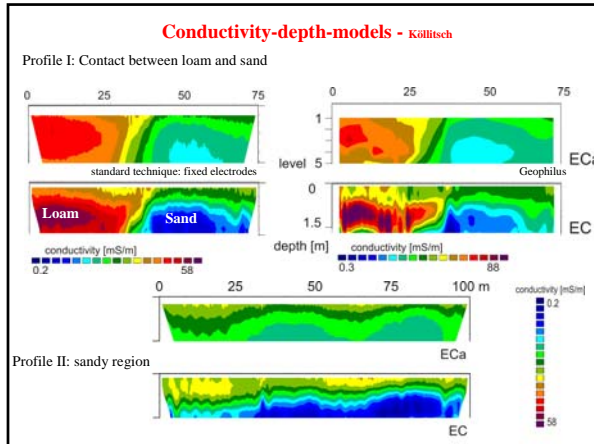 Conductivity-depth-models - Köllitsch
Profile I: Contact between loam and sand
0 25 50 75
0 25 50 75
1
level 5
ECa
standard technique: fixed electrodes
Geophilus
Loam Sand
0
1.5
depth [m]
EC
conductivity [mS/m]
0.2 58
conductivity [mS/m]
0.3 88
0 25 50 75 100 m
ECa
Profile II: sandy region
EC
conductivity [mS/m]
0.2
58